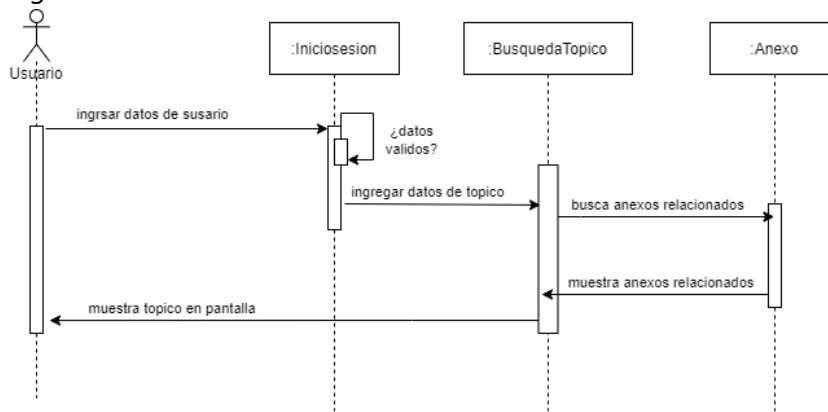 Usuario
:Iniciosesion
:BusquedaTopico
:Anexo
ingrsar datos de susario
¿datos
validos?
ingregar datos de topico
busca anexos relacionados
muestra anexos relacionados
muestra topico en pantalla